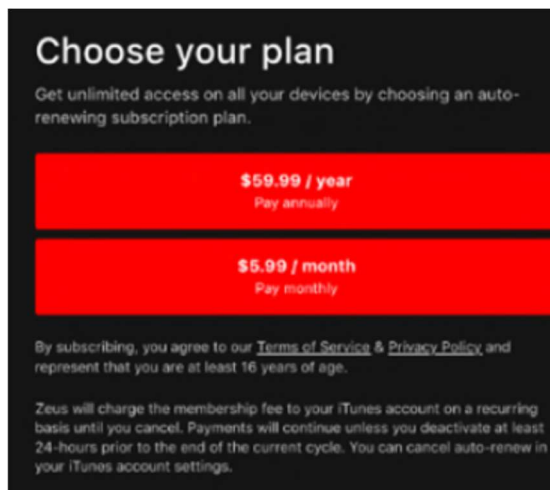 Choose your plan
Get unlimited access on all your devices by choosing an auto-
renewing subscription plan.
$59.99 / year
Pay annually
$5.99 / month
Pay monthly
By subscribing, you agree to our Terms of Service & Privacy Policy and
represent that you are at least 16 years of age.
Zeus will charge the membership fee to your iTunes account on a recurring
basis until you cancel. Payments will continue unless you deactivate at least
24-hours prior to the end of the current cycle. You can cancel auto-renew in
your iTunes account settings.